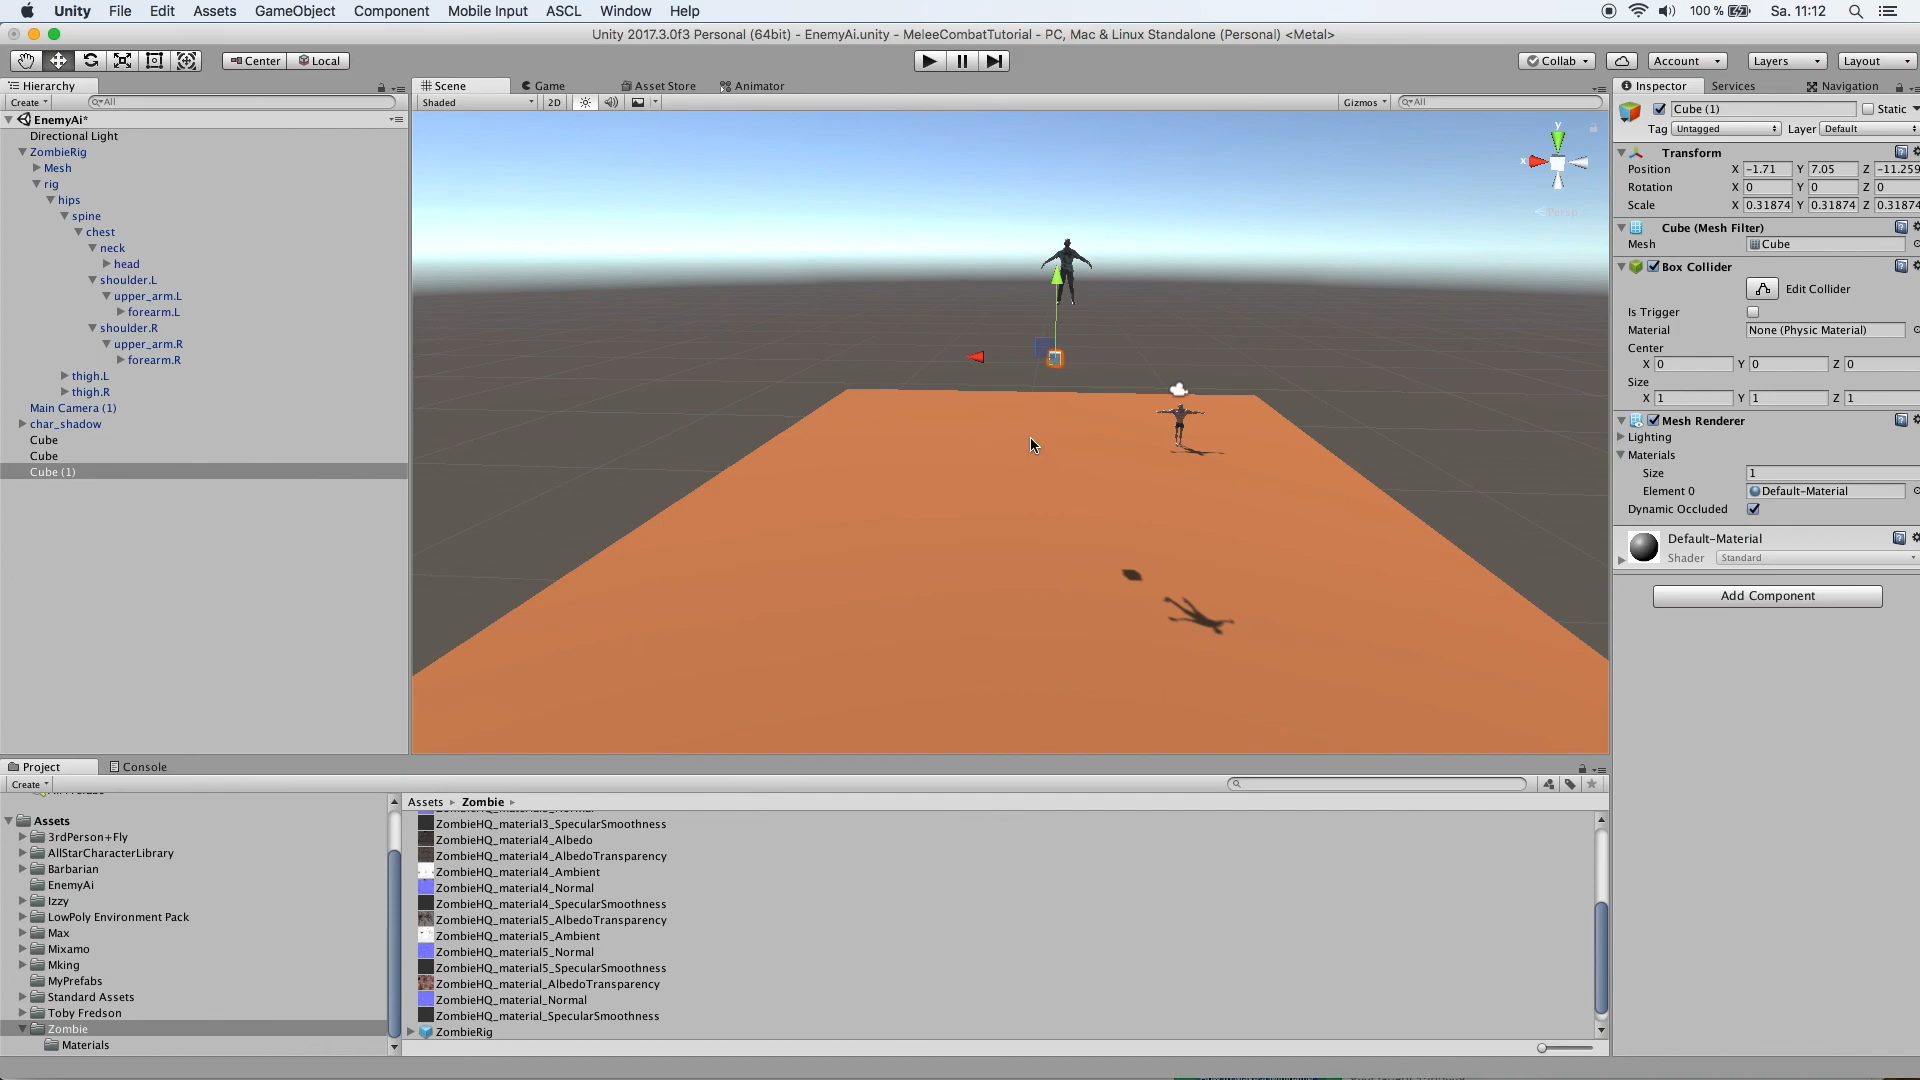 Unity File Edit Assets GameObject Component Mobile Input ASCL Window Help 100 % Sa. 11:12
Unity 2017.3.0f3 Personal (64bit) - EnemyAi.unity - MeleeCombatTutorial - PC, Mac & Linux Standalone (Personal) <Metal>
Center Local Collab Account Layers Layout
Hierarchy
Create All
EnemyAi*
Directional Light
ZombieRig
Mesh
rig
hips
spine
chest
neck
head
shoulder.L
upper_arm.L
forearm.L
shoulder.R
upper_arm.R
forearm.R
thigh.L
thigh.R
Main Camera (1)
char_shadow
Cube
Cube
Cube (1)
Scene Game Asset Store Animator
Shaded 2D Gizmos All
y
x
Persp
Inspector Services Navigation
Cube (1) Static
Tag Untagged Layer Default
Transform
Position X -1.71 Y 7.05 Z -11.259
Rotation X 0 Y 0 Z 0
Scale X 0.31874 Y 0.31874 Z 0.31874
Cube (Mesh Filter)
Mesh Cube
Box Collider
Edit Collider
Is Trigger
Material None (Physic Material)
Center
X 0 Y 0 Z 0
Size
X 1 Y 1 Z 1
Mesh Renderer
Lighting
Materials
Size 1
Element 0 Default-Material
Dynamic Occluded
Default-Material
Shader Standard
Add Component
Project Console
Create
Assets
3rdPerson+Fly
AllStarCharacterLibrary
Barbarian
EnemyAi
Izzy
LowPoly Environment Pack
Max
Mixamo
Mking
MyPrefabs
Standard Assets
Toby Fredson
Zombie
Materials
Assets Zombie
ZombieHQ_material3_SpecularSmoothness
ZombieHQ_material4_Albedo
ZombieHQ_material4_AlbedoTransparency
ZombieHQ_material4_Ambient
ZombieHQ_material4_Normal
ZombieHQ_material4_SpecularSmoothness
ZombieHQ_material5_AlbedoTransparency
ZombieHQ_material5_Ambient
ZombieHQ_material5_Normal
ZombieHQ_material5_SpecularSmoothness
ZombieHQ_material_AlbedoTransparency
ZombieHQ_material_Normal
ZombieHQ_material_SpecularSmoothness
ZombieRig